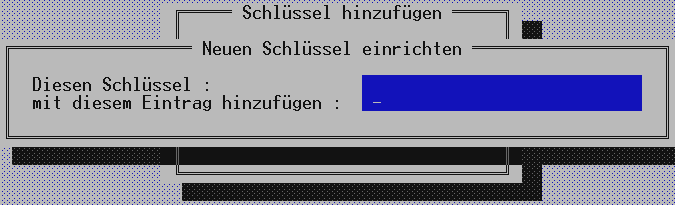 Schlüssel hinzufügen
Neuen Schlüssel einrichten
Diesen Schlüssel :
mit diesem Eintrag hinzufügen : _